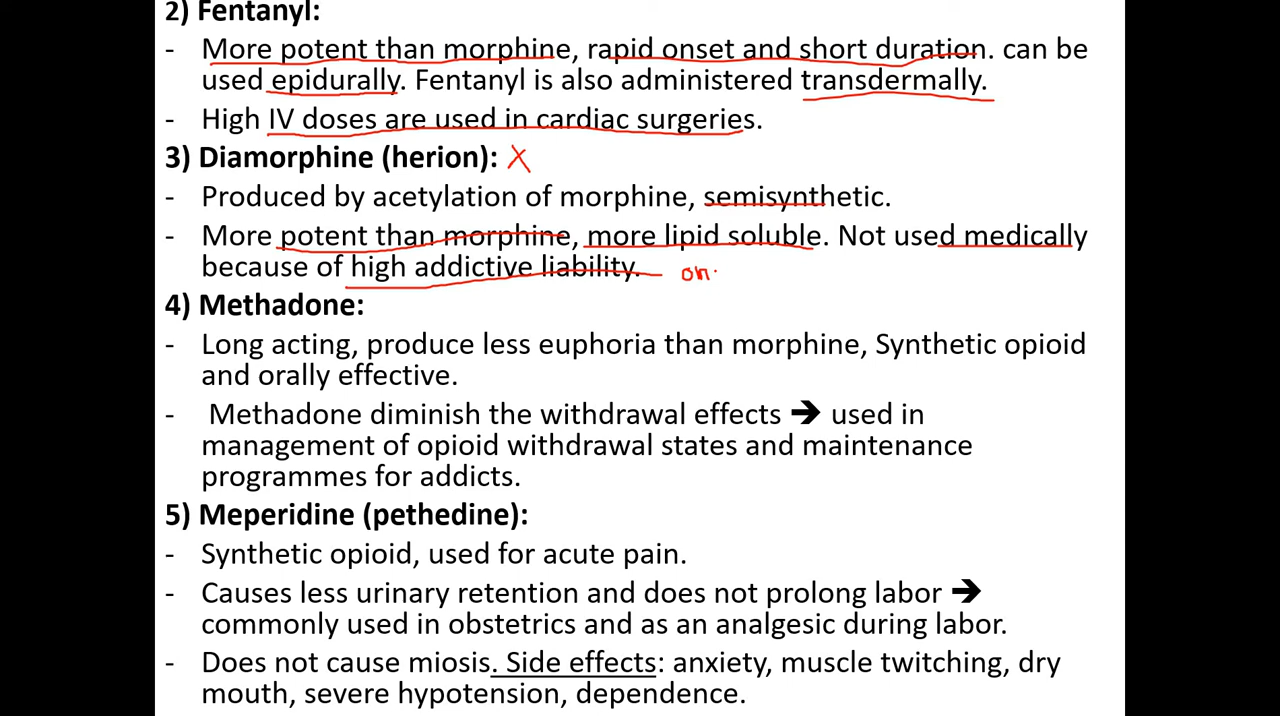 2) Fentanyl:
- More potent than morphine, rapid onset and short duration. can be
used epidurally. Fentanyl is also administered transdermally.
- High IV doses are used in cardiac surgeries.
3) Diamorphine (herion): X
- Produced by acetylation of morphine, semisynthetic.
- More potent than morphine, more lipid soluble. Not used medically
because of high addictive liability. on.
4) Methadone:
- Long acting, produce less euphoria than morphine, Synthetic opioid
and orally effective.
- Methadone diminish the withdrawal effects ➔ used in
management of opioid withdrawal states and maintenance
programmes for addicts.
5) Meperidine (pethedine):
- Synthetic opioid, used for acute pain.
- Causes less urinary retention and does not prolong labor ➔
commonly used in obstetrics and as an analgesic during labor.
- Does not cause miosis. Side effects: anxiety, muscle twitching, dry
mouth, severe hypotension, dependence.